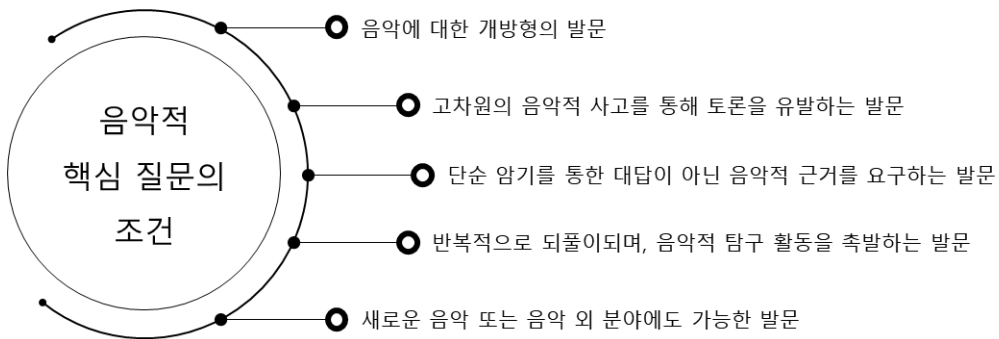 음악적
핵심 질문의
조건
음악에 대한 개방형의 발문
고차원의 음악적 사고를 통해 토론을 유발하는 발문
단순 암기를 통한 대답이 아닌 음악적 근거를 요구하는 발문
반복적으로 되풀이되며, 음악적 탐구 활동을 촉발하는 발문
새로운 음악 또는 음악 외 분야에도 가능한 발문